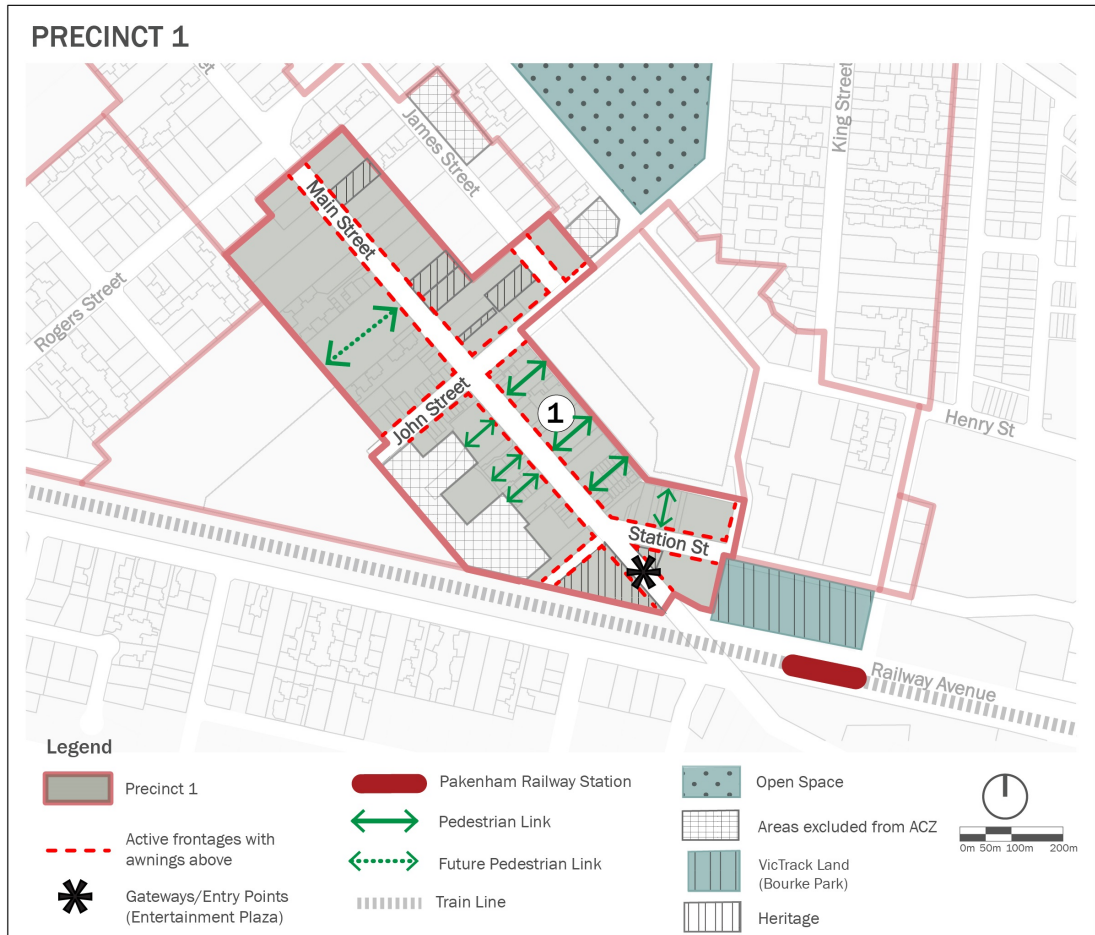 PRECINCT 1
Main Street
James Street
King Street
Rogers Street
John Street
1
Henry St
Station St
Railway Avenue
Legend
Precinct 1
Active frontages with
awnings above
Gateways/Entry Points
(Entertainment Plaza)
Pakenham Railway Station
Pedestrian Link
Future Pedestrian Link
Train Line
Open Space
Areas excluded from ACZ
VicTrack Land
(Bourke Park)
Heritage
0m 50m 100m 200m